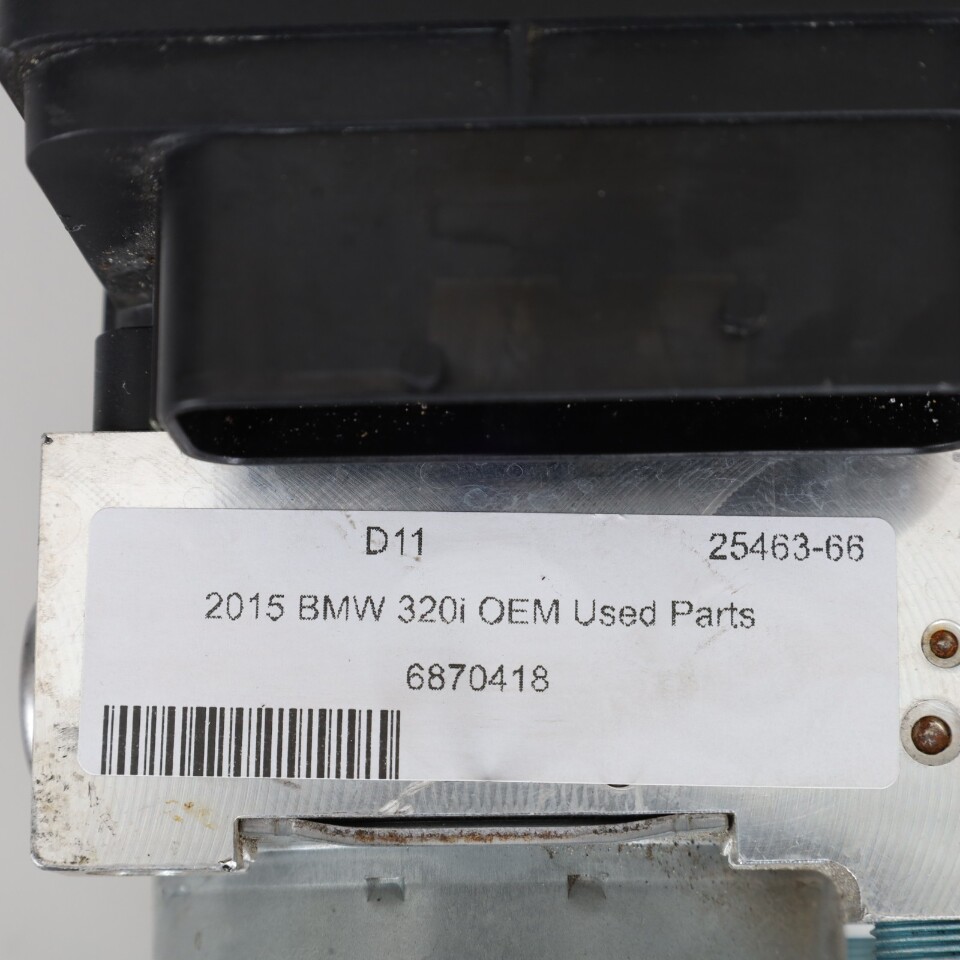 D11 25463-66
2015 BMW 320i OEM Used Parts
6870418